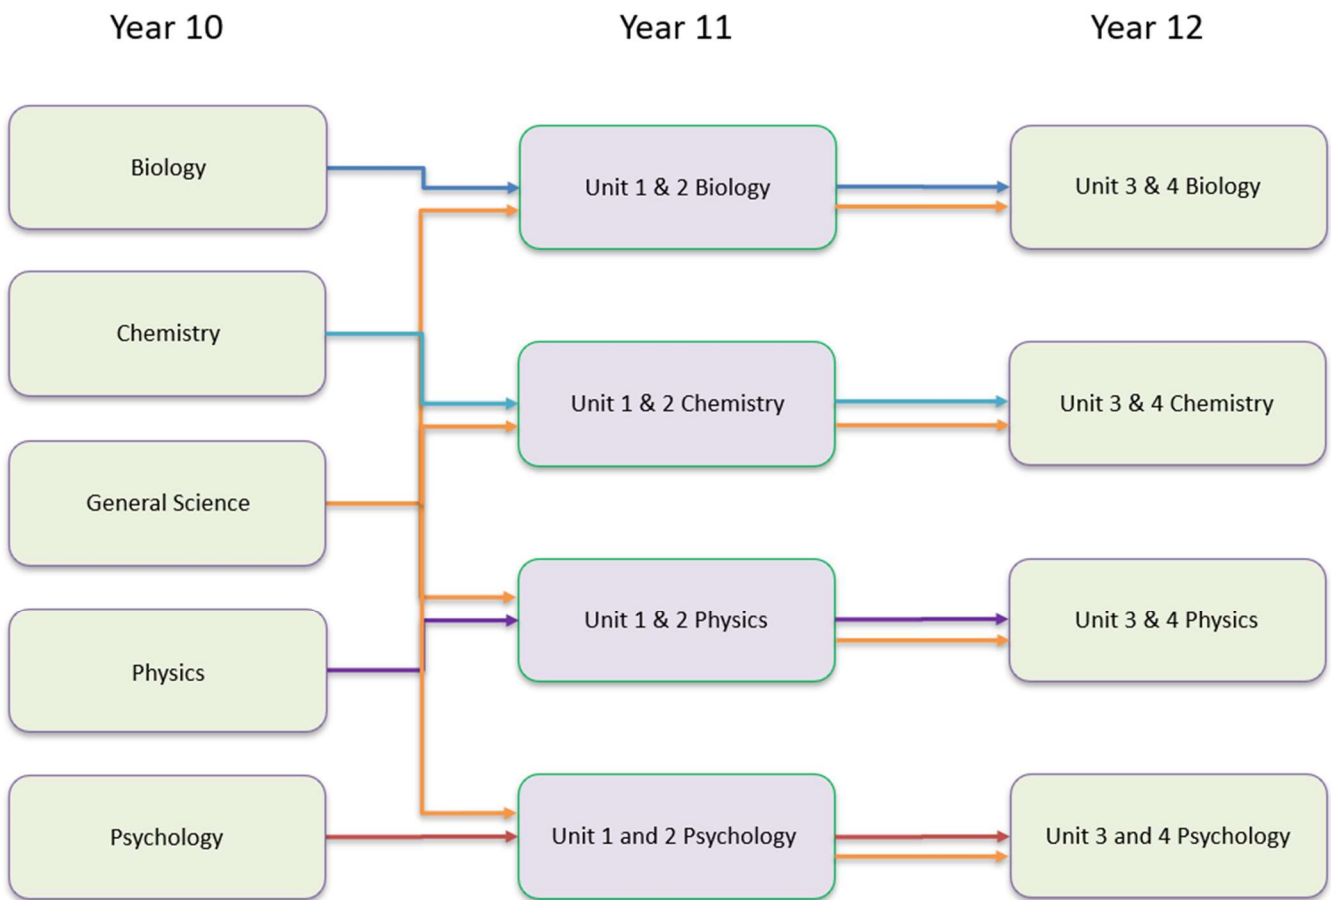 Year 10
Year 11
Year 12
Biology
Unit 1 & 2 Biology
Unit 3 & 4 Biology
Chemistry
Unit 1 & 2 Chemistry
Unit 3 & 4 Chemistry
General Science
Unit 1 & 2 Physics
Unit 3 & 4 Physics
Physics
Psychology
Unit 1 and 2 Psychology
Unit 3 and 4 Psychology